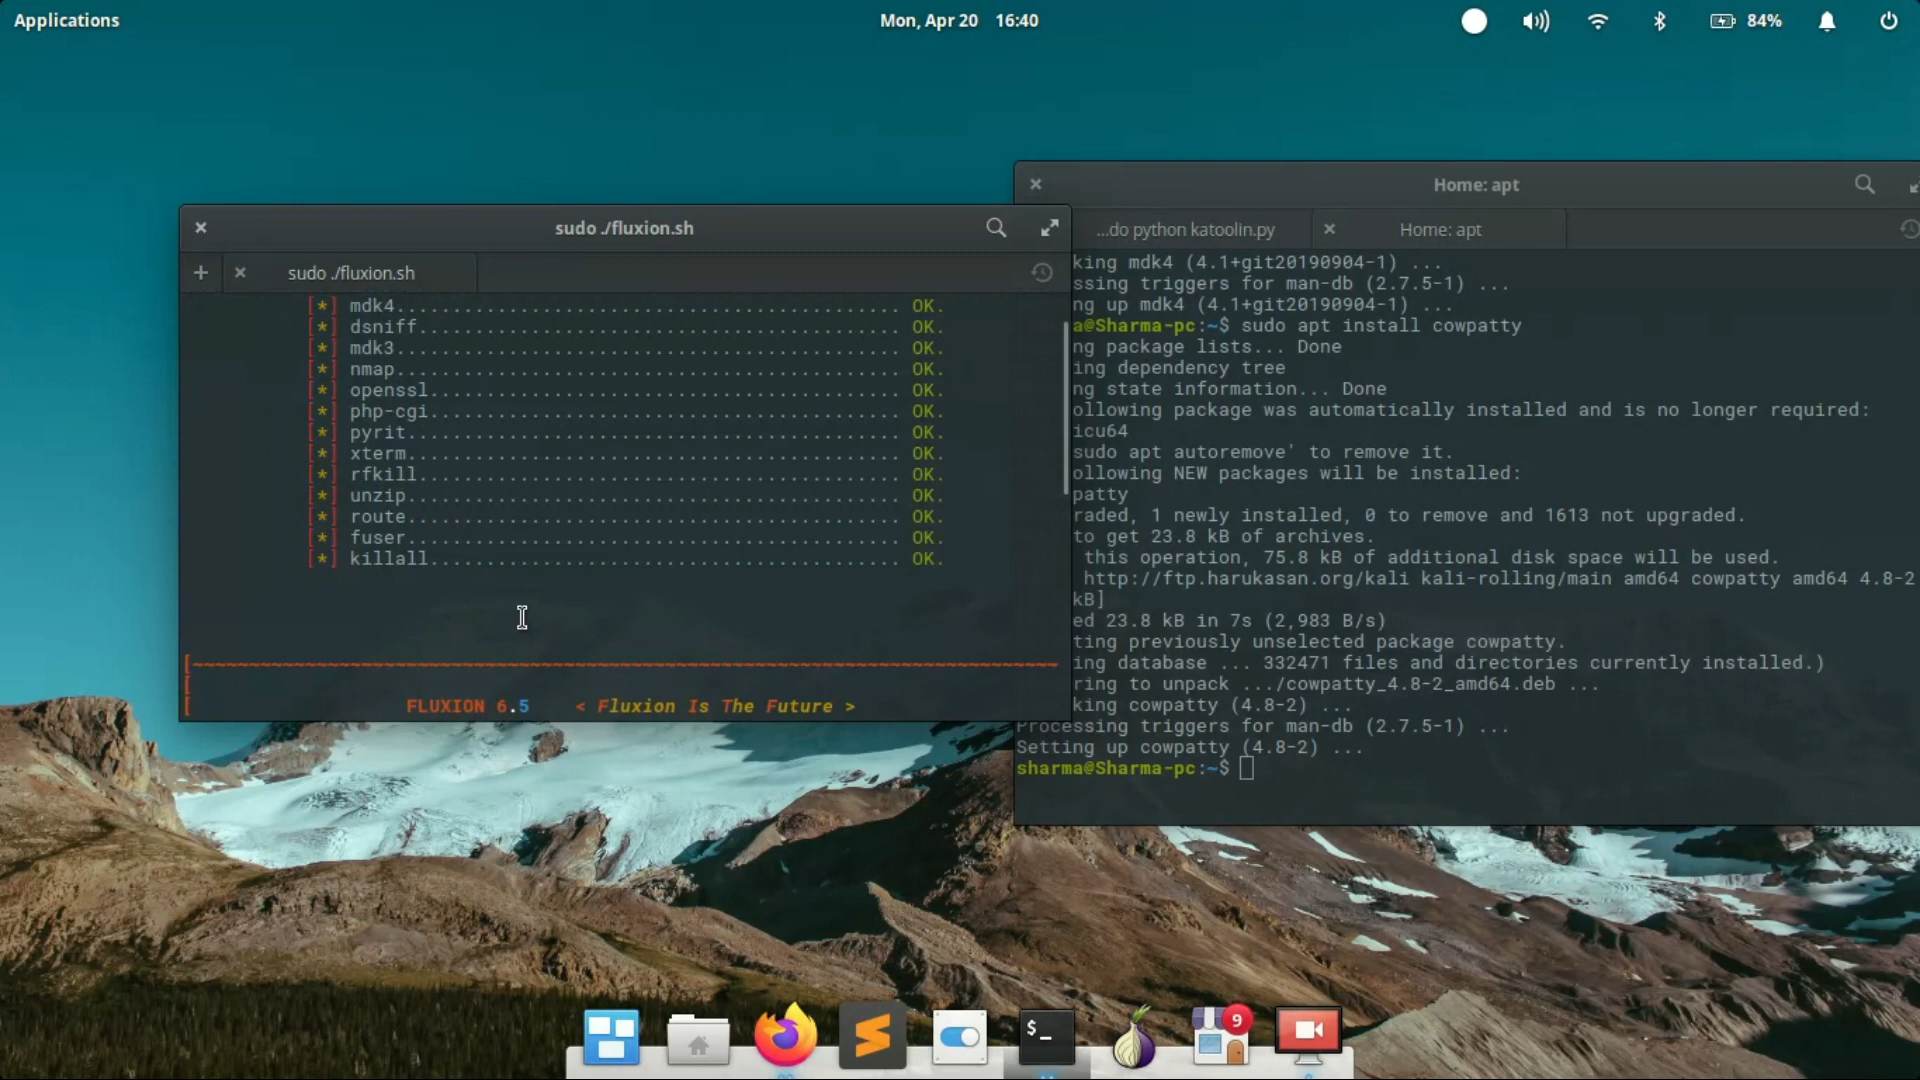 Applications
Mon, Apr 20 16:40
84%
sudo ./fluxion.sh
sudo ./fluxion.sh
[*] mdk4...................................................... OK.
[*] dsniff.................................................... OK.
[*] mdk3...................................................... OK.
[*] nmap...................................................... OK.
[*] openssl................................................... OK.
[*] php-cgi................................................... OK.
[*] pyrit..................................................... OK.
[*] xterm..................................................... OK.
[*] rfkill.................................................... OK.
[*] unzip..................................................... OK.
[*] route..................................................... OK.
[*] fuser..................................................... OK.
[*] killall................................................... OK.
FLUXION 6.5 < Fluxion Is The Future >
Home: apt
...do python katoolin.py
Home: apt
king mdk4 (4.1+git20190904-1) ...
ssing triggers for man-db (2.7.5-1) ...
ng up mdk4 (4.1+git20190904-1) ...
a@Sharma-pc:~$ sudo apt install cowpatty
ng package lists... Done
ing dependency tree
ng state information... Done
ollowing package was automatically installed and is no longer required:
icu64
sudo apt autoremove' to remove it.
ollowing NEW packages will be installed:
patty
raded, 1 newly installed, 0 to remove and 1613 not upgraded.
to get 23.8 kB of archives.
this operation, 75.8 kB of additional disk space will be used.
http://ftp.harukasan.org/kali kali-rolling/main amd64 cowpatty amd64 4.8-2
kB]
ed 23.8 kB in 7s (2,983 B/s)
ting previously unselected package cowpatty.
ing database ... 332471 files and directories currently installed.)
ring to unpack .../cowpatty_4.8-2_amd64.deb ...
king cowpatty (4.8-2) ...
Processing triggers for man-db (2.7.5-1) ...
Setting up cowpatty (4.8-2) ...
sharma@Sharma-pc:~$
$_
9